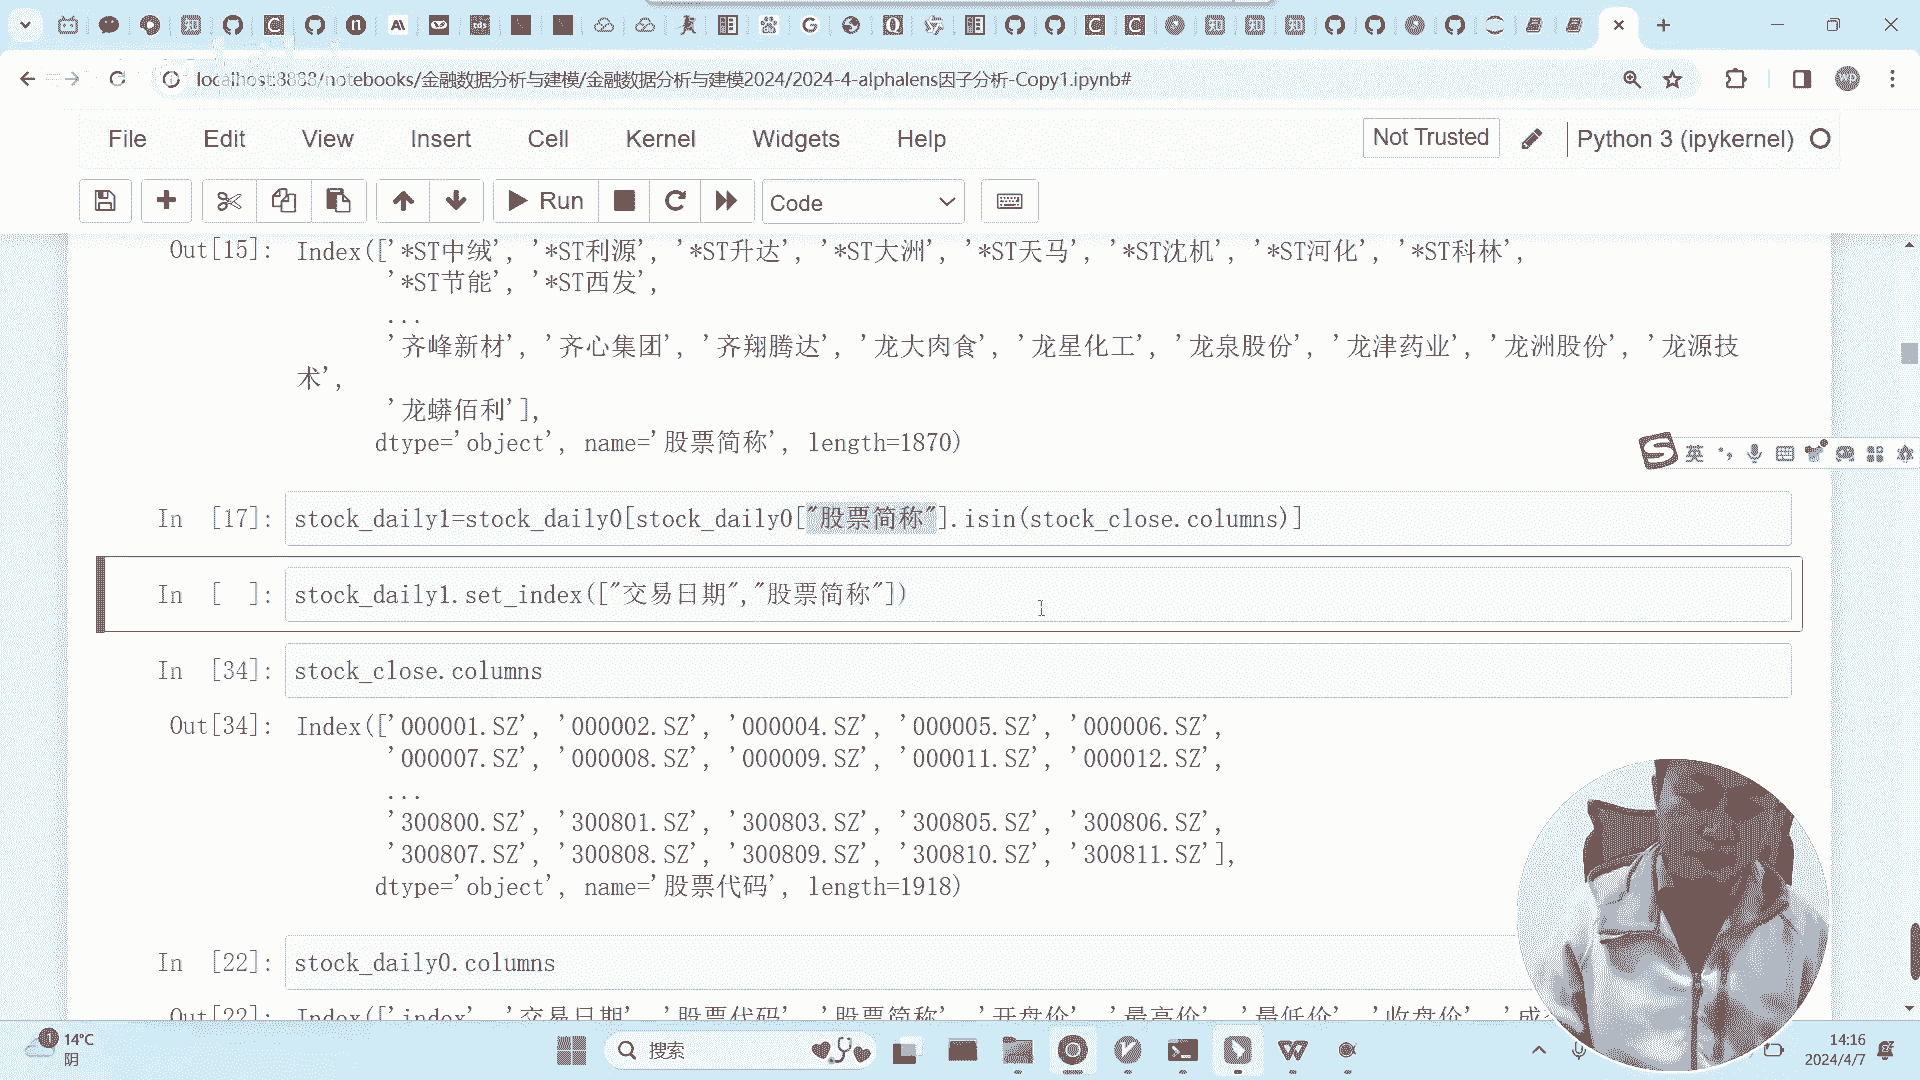 localhost:8888/notebooks/金融数据分析与建模/金融数据分析与建模2024/2024-4-alphalens因子分析-Copy1.ipynb#
File Edit View Insert Cell Kernel Widgets Help Not Trusted Python 3 (ipykernel)
Run Code
Out[15]: Index(['*ST中绒', '*ST利源', '*ST升达', '*ST大洲', '*ST天马', '*ST沈机', '*ST河化', '*ST科林',
'*ST节能', '*ST西发',
...
'齐峰新材', '齐心集团', '齐翔腾达', '龙大肉食', '龙星化工', '龙泉股份', '龙津药业', '龙洲股份', '龙源技
术',
'龙蟒佰利'],
dtype='object', name='股票简称', length=1870)
英
In [17]: stock_daily1=stock_daily0[stock_daily0["股票简称"].isin(stock_close.columns)]
In [ ]: stock_daily1.set_index(["交易日期","股票简称"])
In [34]: stock_close.columns
Out[34]: Index(['000001.SZ', '000002.SZ', '000004.SZ', '000005.SZ', '000006.SZ',
'000007.SZ', '000008.SZ', '000009.SZ', '000011.SZ', '000012.SZ',
...
'300800.SZ', '300801.SZ', '300803.SZ', '300805.SZ', '300806.SZ',
'300807.SZ', '300808.SZ', '300809.SZ', '300810.SZ', '300811.SZ'],
dtype='object', name='股票代码', length=1918)
In [22]: stock_daily0.columns
Out[22]: Index(['index', '交易日期', '股票代码', '股票简称', '开盘价', '最高价', '最低价', '收盘价', '成
14°C
阴
搜索
14:16
2024/4/7